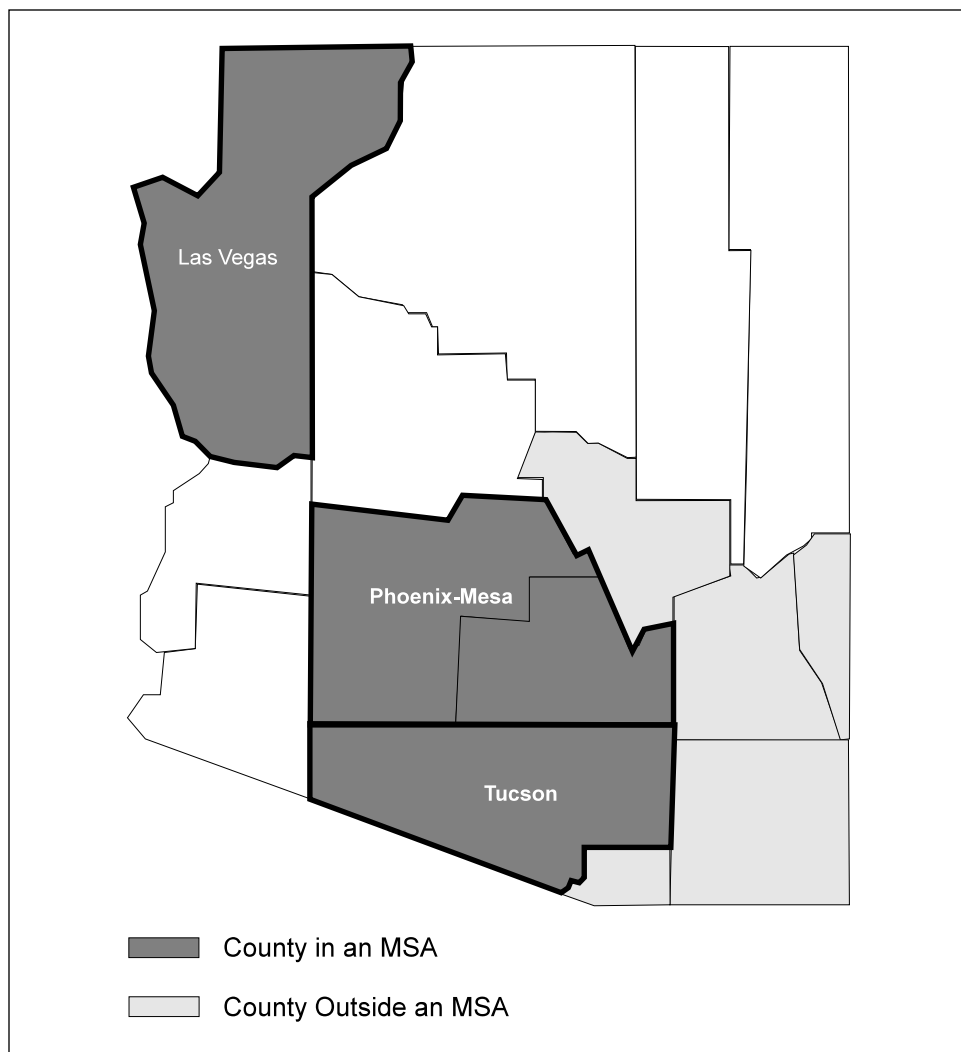 Las Vegas
Phoenix-Mesa
Tucson
County in an MSA
County Outside an MSA